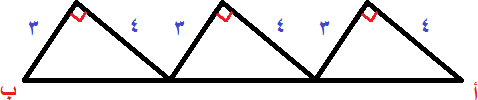 ٣ ٤ ٣ ٤ ٣ ٤
ب أ